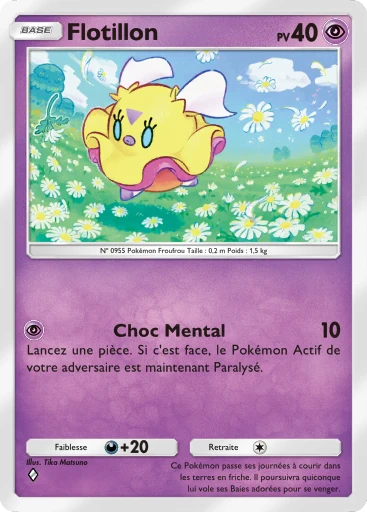 BASE Flotillon PV 40
N° 0955 Pokémon Froufrou Taille : 0,2 m Poids : 1,5 kg
Choc Mental 10
Lancez une pièce. Si c'est face, le Pokémon Actif de
votre adversaire est maintenant Paralysé.
Faiblesse +20 Retraite
Illus. Tika Matsuno
Ce Pokémon passe ses journées à courir dans
les terres en friche. Il poursuivra quiconque
lui vole ses Baies adorées pour se venger.